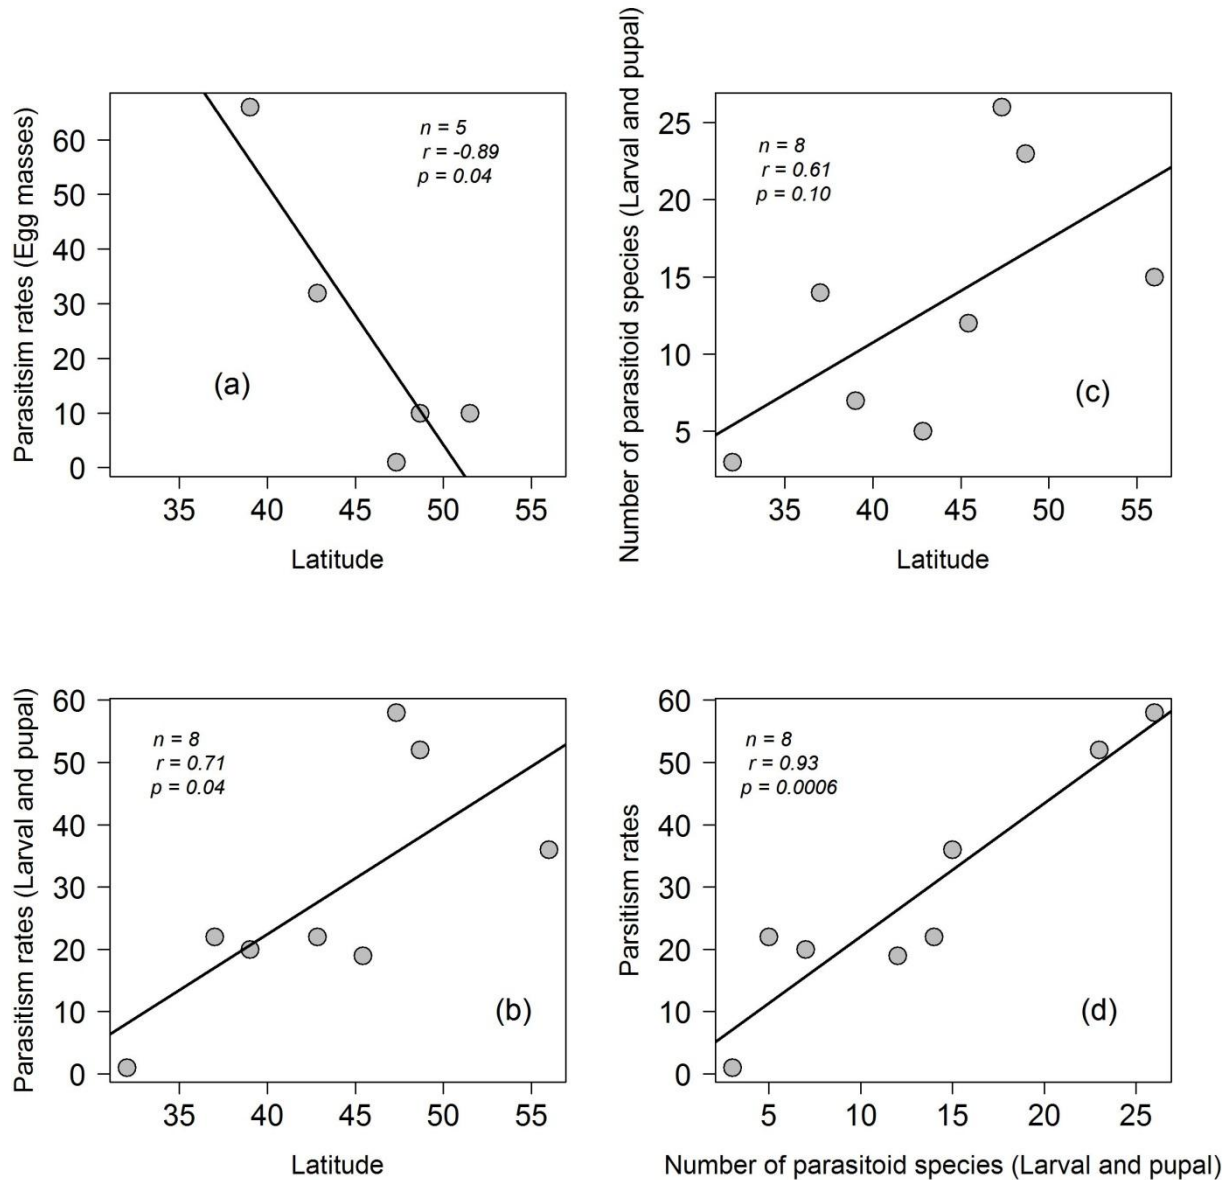 Parasitsim rates (Egg masses)
60
50
40
30
20
10
0
n = 5
r = -0.89
p = 0.04
(a)
35 40 45 50 55
Latitude
Number of parasitoid species (Larval and pupal)
25
20
15
10
5
n = 8
r = 0.61
p = 0.10
(c)
35 40 45 50 55
Latitude
Parasitism rates (Larval and pupal)
60
50
40
30
20
10
0
n = 8
r = 0.71
p = 0.04
(b)
35 40 45 50 55
Latitude
Parsitism rates
60
50
40
30
20
10
0
n = 8
r = 0.93
p = 0.0006
(d)
5 10 15 20 25
Number of parasitoid species (Larval and pupal)